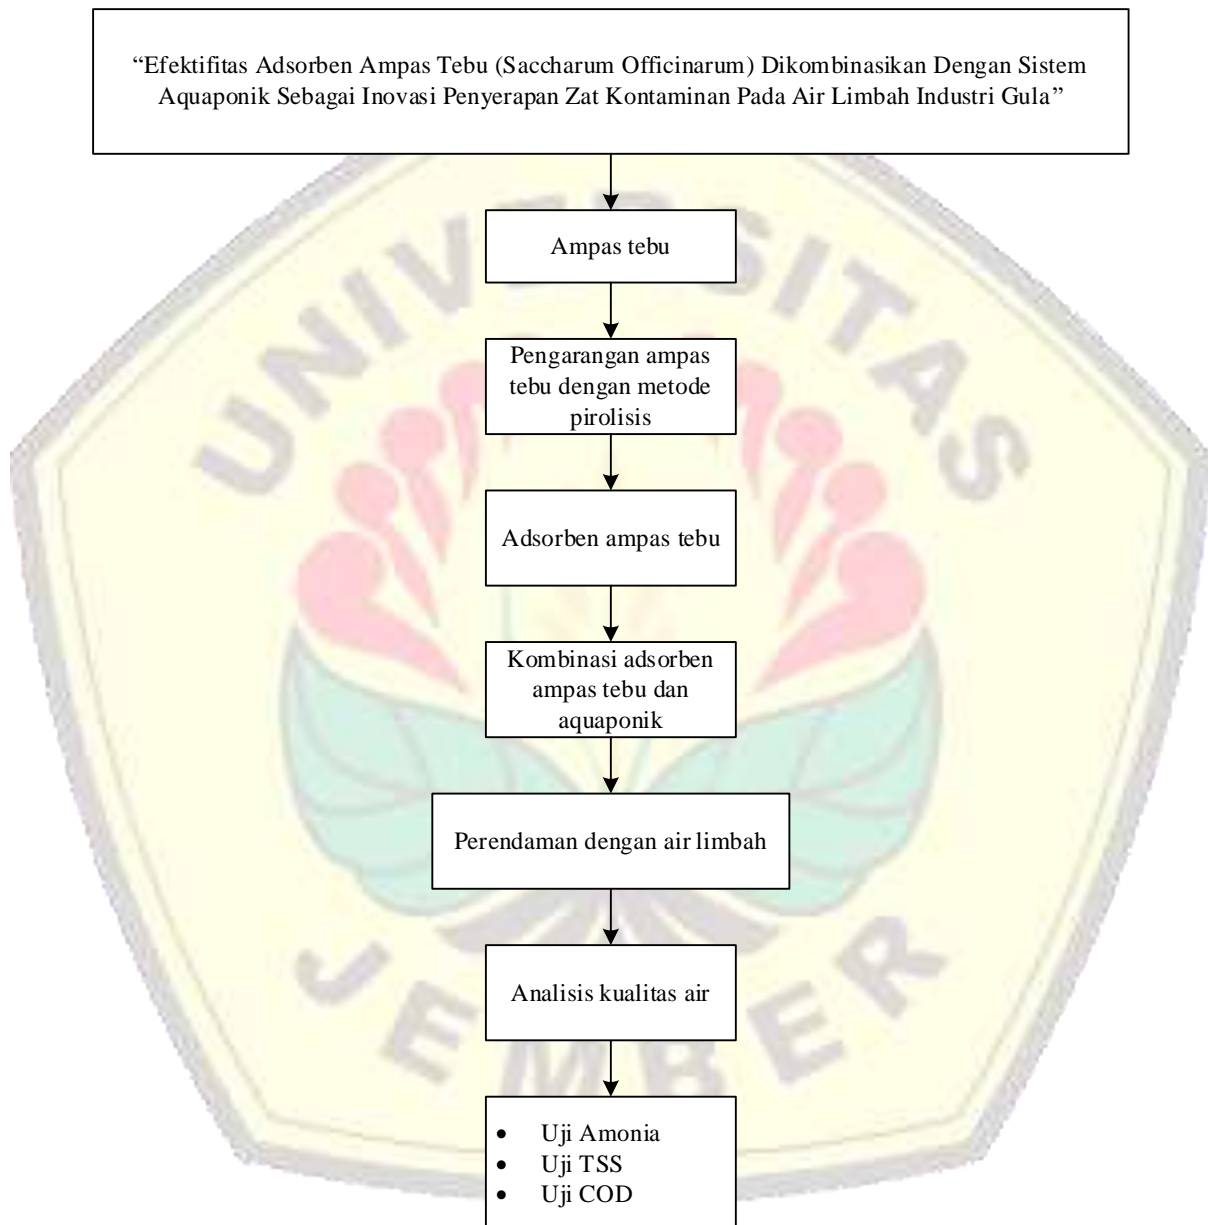 “Efektifitas Adsorben Ampas Tebu (Saccharum Officinarum) Dikombinasikan Dengan Sistem
Aquaponik Sebagai Inovasi Penyerapan Zat Kontaminan Pada Air Limbah Industri Gula”
UNIVERSITAS
Ampas tebu
Pengarangan ampas
tebu dengan metode
pirolisis
Adsorben ampas tebu
Kombinasi adsorben
ampas tebu dan
aquaponik
Perendaman dengan air limbah
Analisis kualitas air
JEMBER
• Uji Amonia
• Uji TSS
• Uji COD